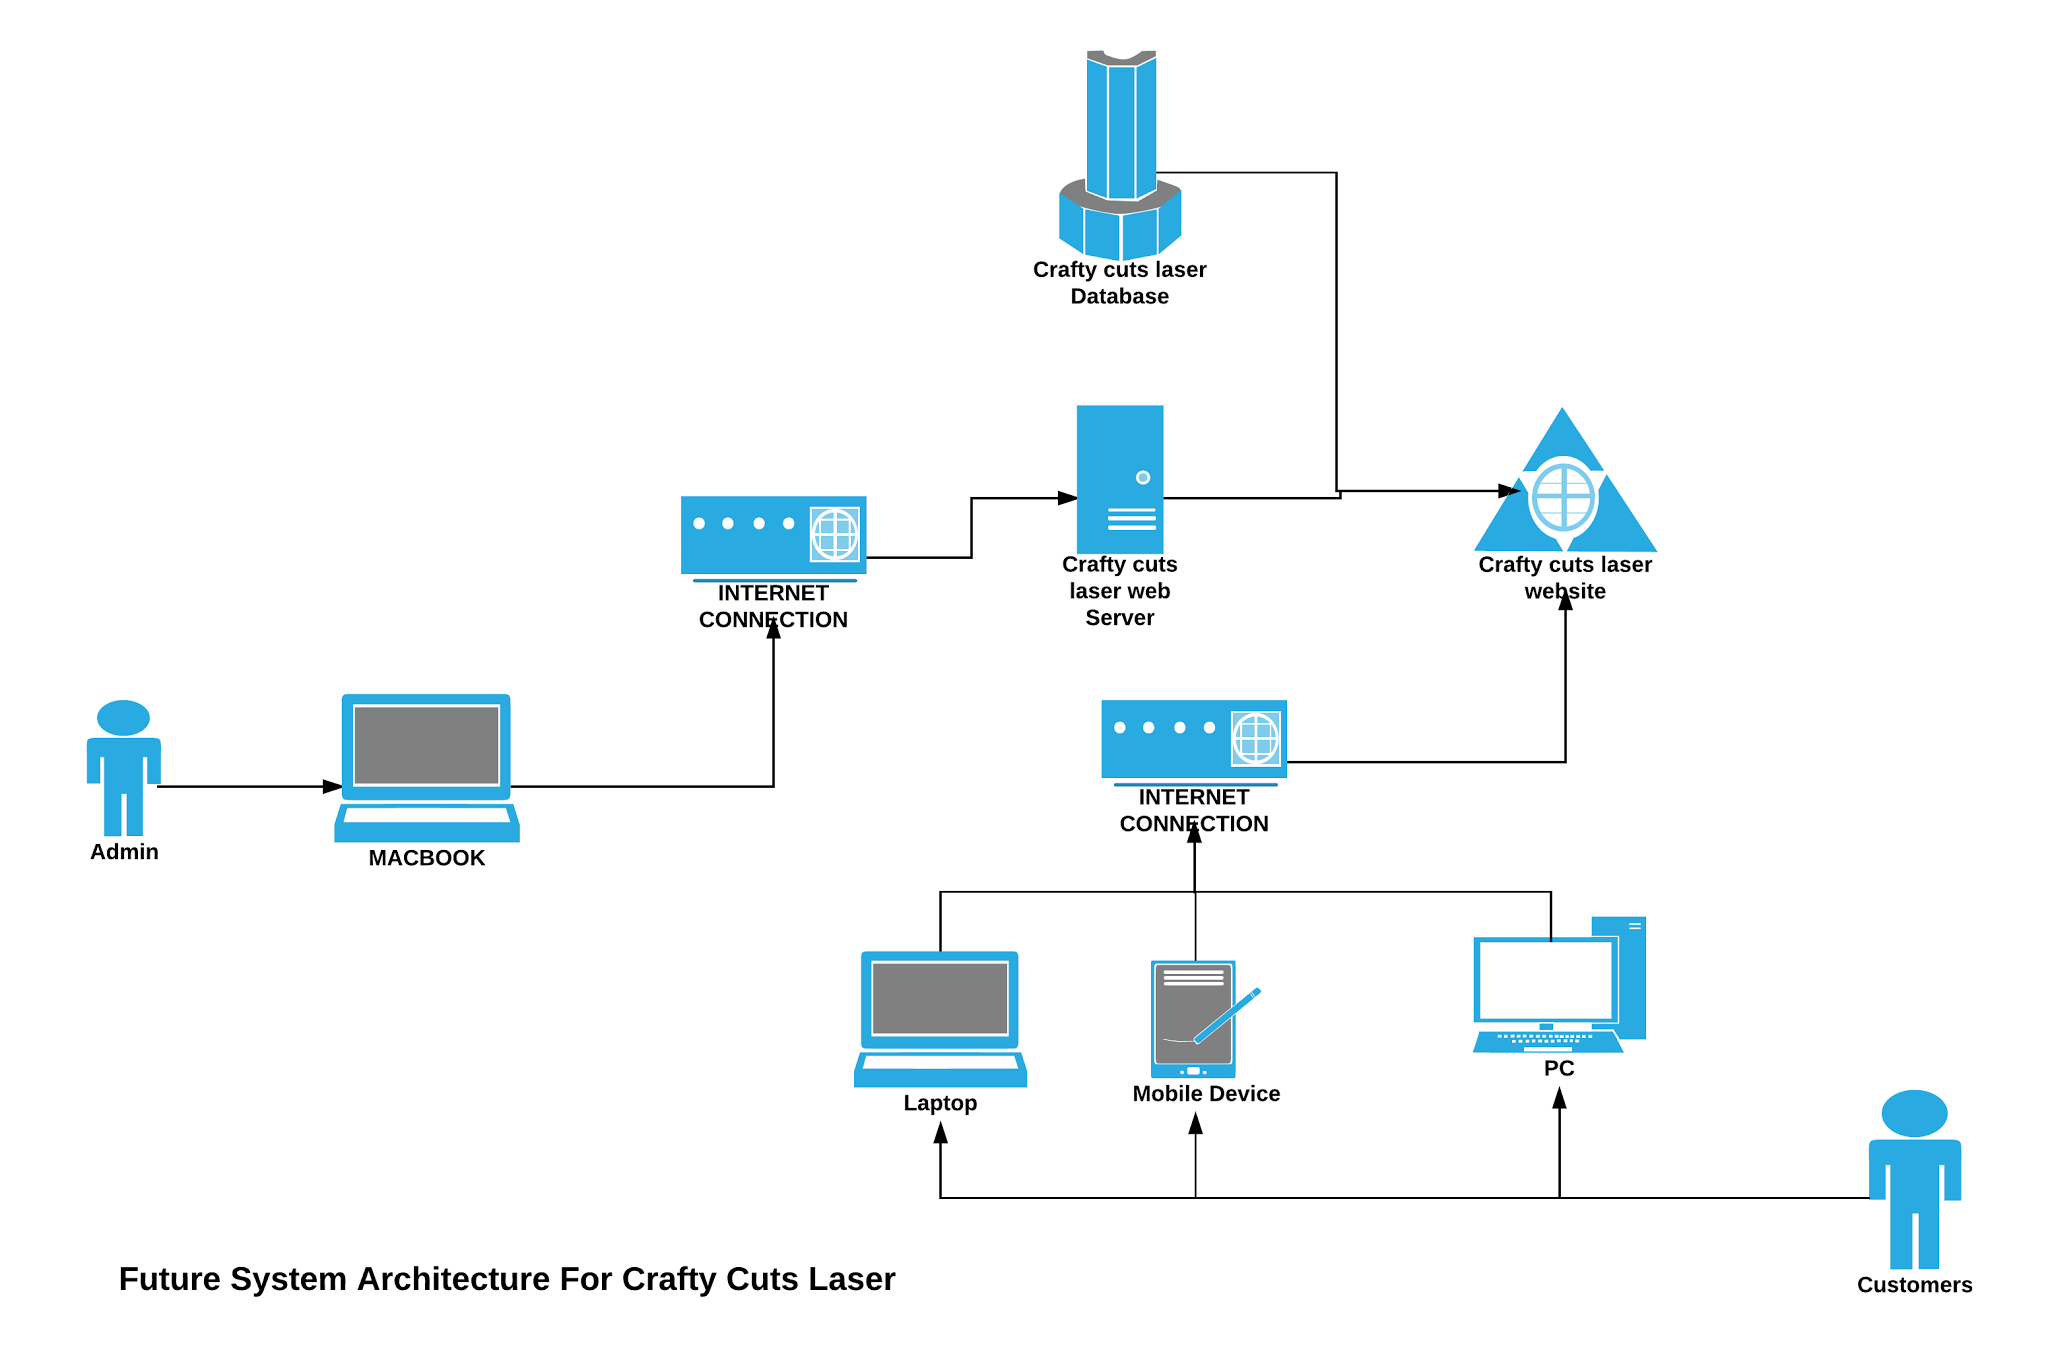 Crafty cuts laser
Database
Crafty cuts
laser web
Server
Crafty cuts laser
website
INTERNET
CONNECTION
INTERNET
CONNECTION
Admin
MACBOOK
Laptop
Mobile Device
PC
Customers
Future System Architecture For Crafty Cuts Laser